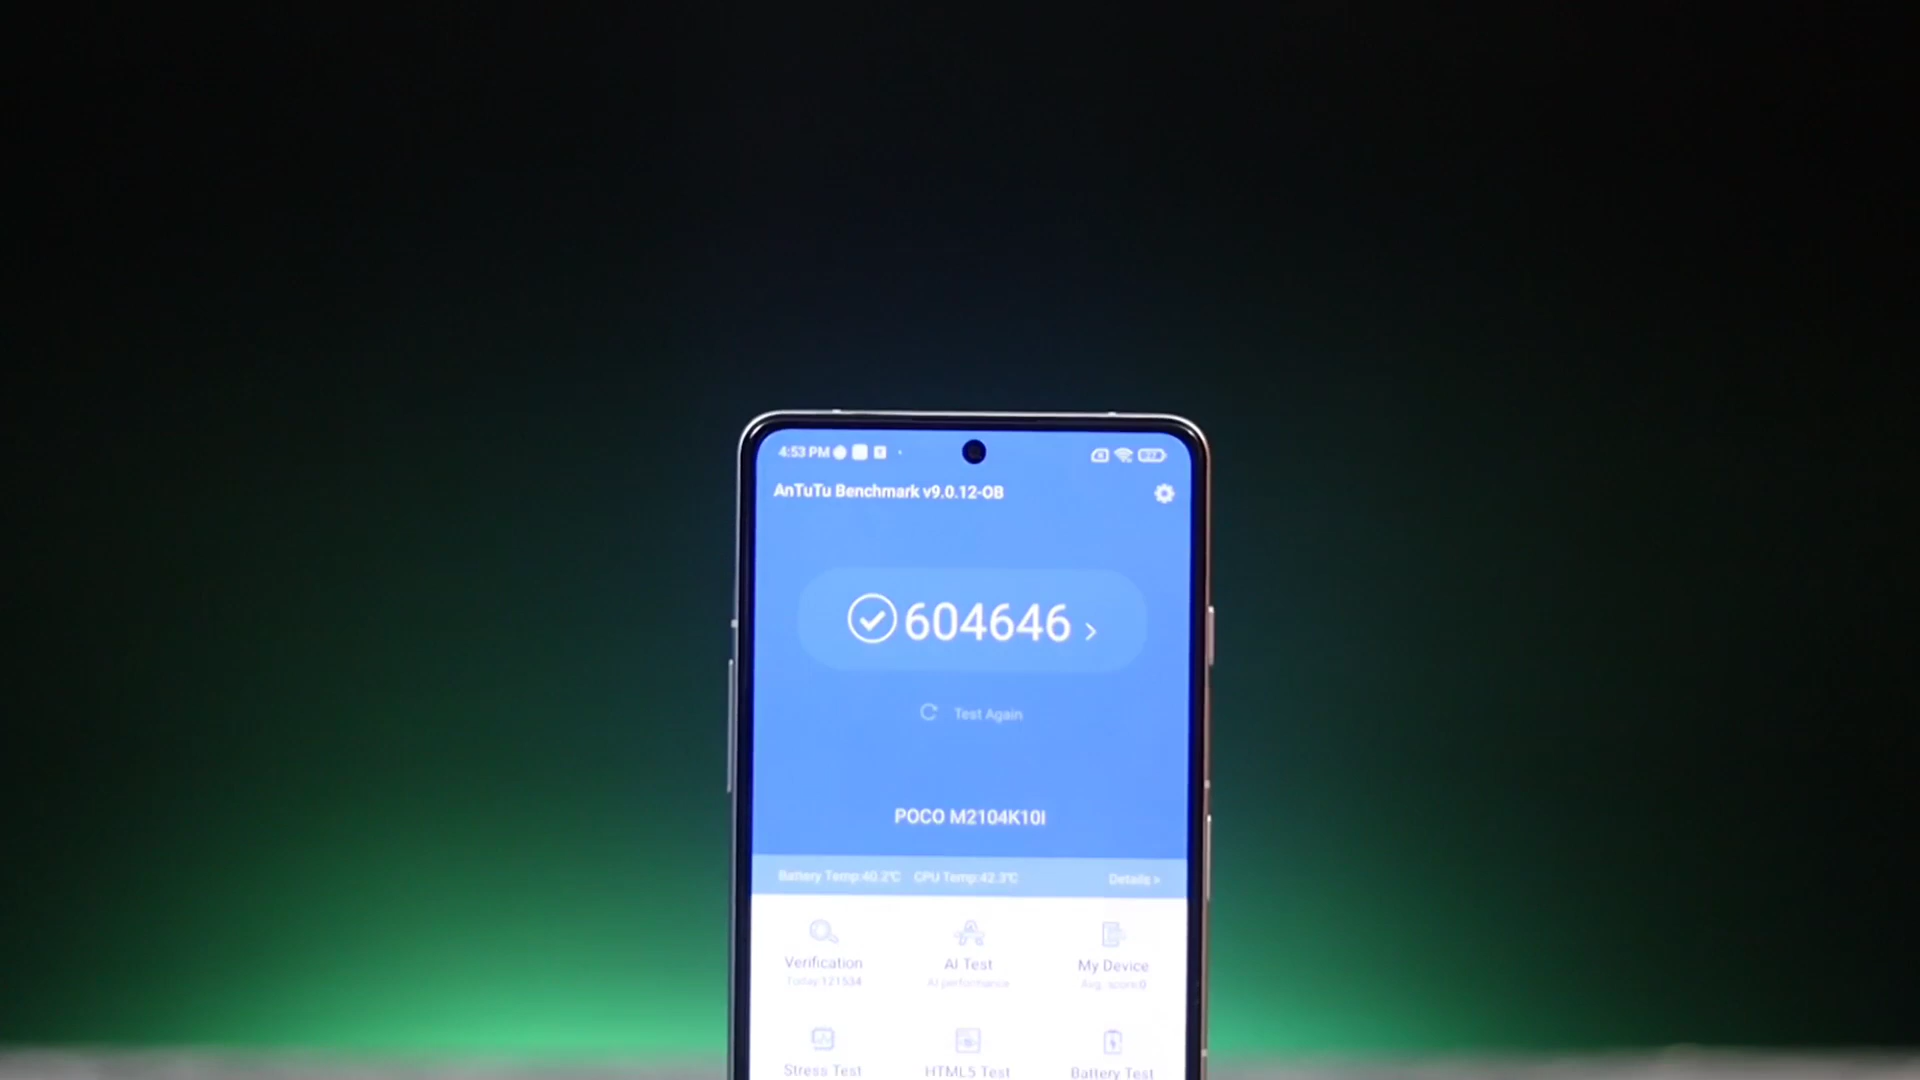 4:53 PM
AnTuTu Benchmark v9.0.12-OB
604646 >
Test Again
POCO M2104K10I
Battery Temp:40.2℃ CPU Temp:42.3℃ Details >
Verification AI Test My Device
Today:121534 AI performance Avg. score:0
Stress Test HTML5 Test Battery Test